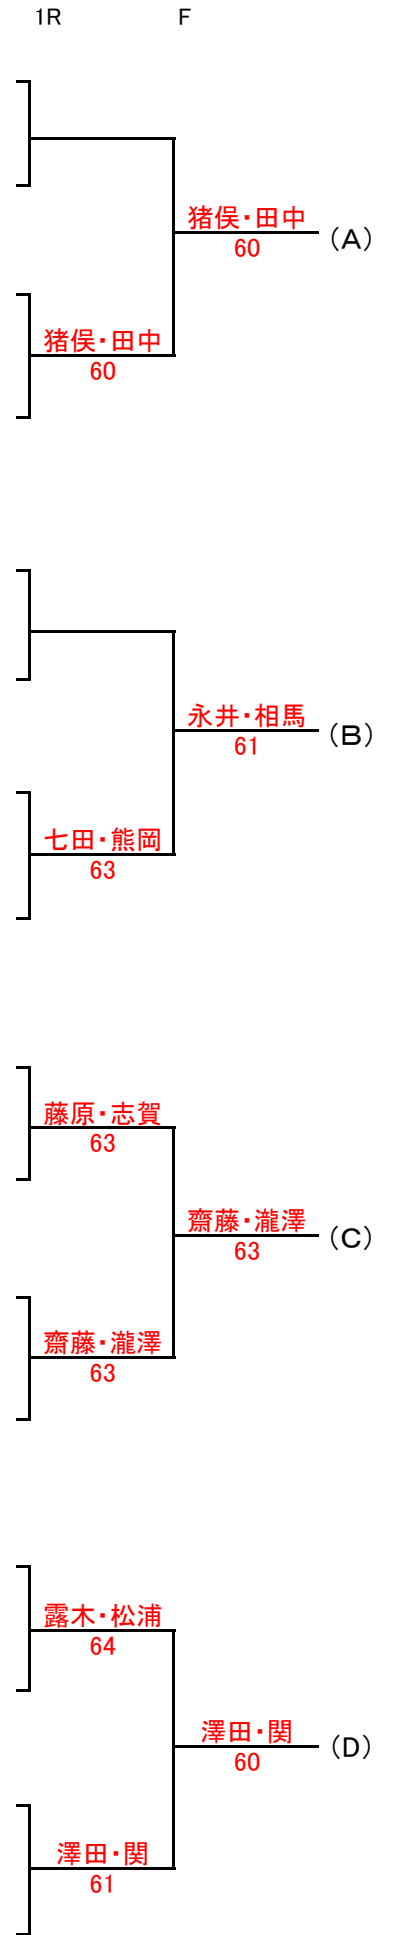 1R F
猪俣・田中
60
(A)
猪俣・田中
60
永井・相馬
61
(B)
七田・熊岡
63
藤原・志賀
63
齋藤・瀧澤
63
(C)
齋藤・瀧澤
63
露木・松浦
64
澤田・関
60
(D)
澤田・関
61